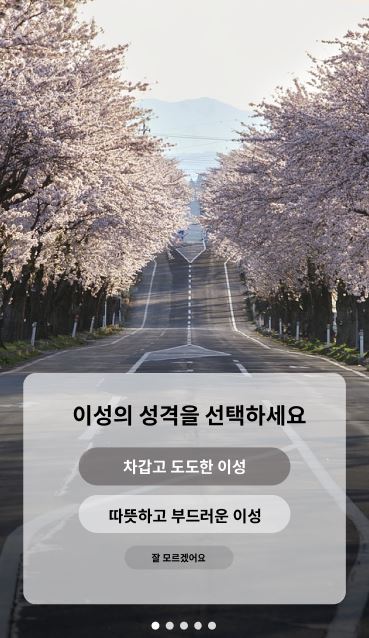 이성의 성격을 선택하세요
차갑고 도도한 이성
따뜻하고 부드러운 이성
잘 모르겠어요